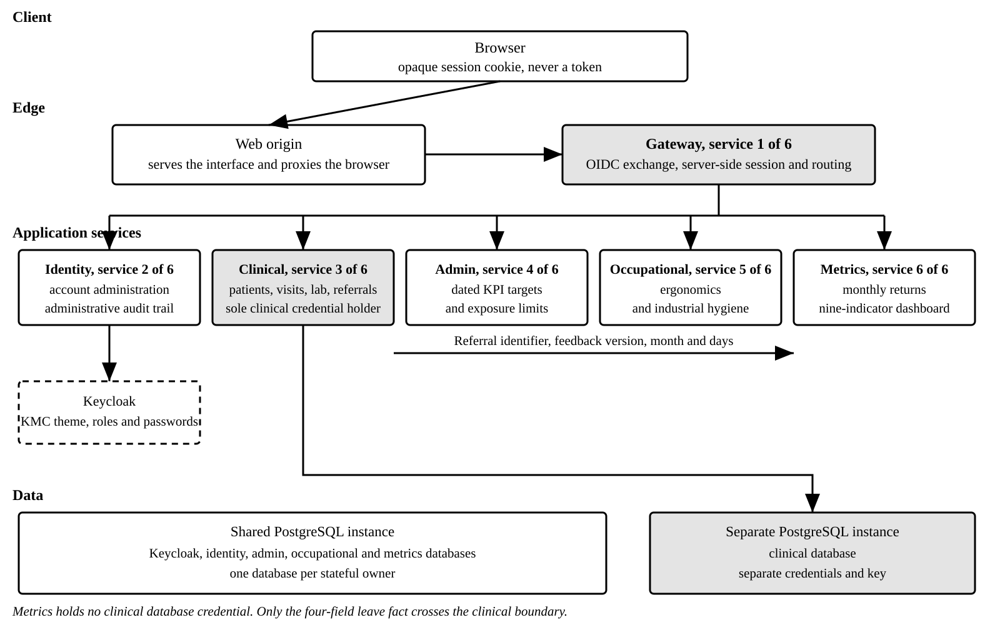 Client
Browser
opaque session cookie, never a token
Edge
Web origin
serves the interface and proxies the browser
Gateway, service 1 of 6
OIDC exchange, server-side session and routing
Application services
Identity, service 2 of 6
account administration
administrative audit trail
Clinical, service 3 of 6
patients, visits, lab, referrals
sole clinical credential holder
Admin, service 4 of 6
dated KPI targets
and exposure limits
Occupational, service 5 of 6
ergonomics
and industrial hygiene
Metrics, service 6 of 6
monthly returns
nine-indicator dashboard
Referral identifier, feedback version, month and days
Keycloak
KMC theme, roles and passwords
Data
Shared PostgreSQL instance
Keycloak, identity, admin, occupational and metrics databases
one database per stateful owner
Separate PostgreSQL instance
clinical database
separate credentials and key
Metrics holds no clinical database credential. Only the four-field leave fact crosses the clinical boundary.